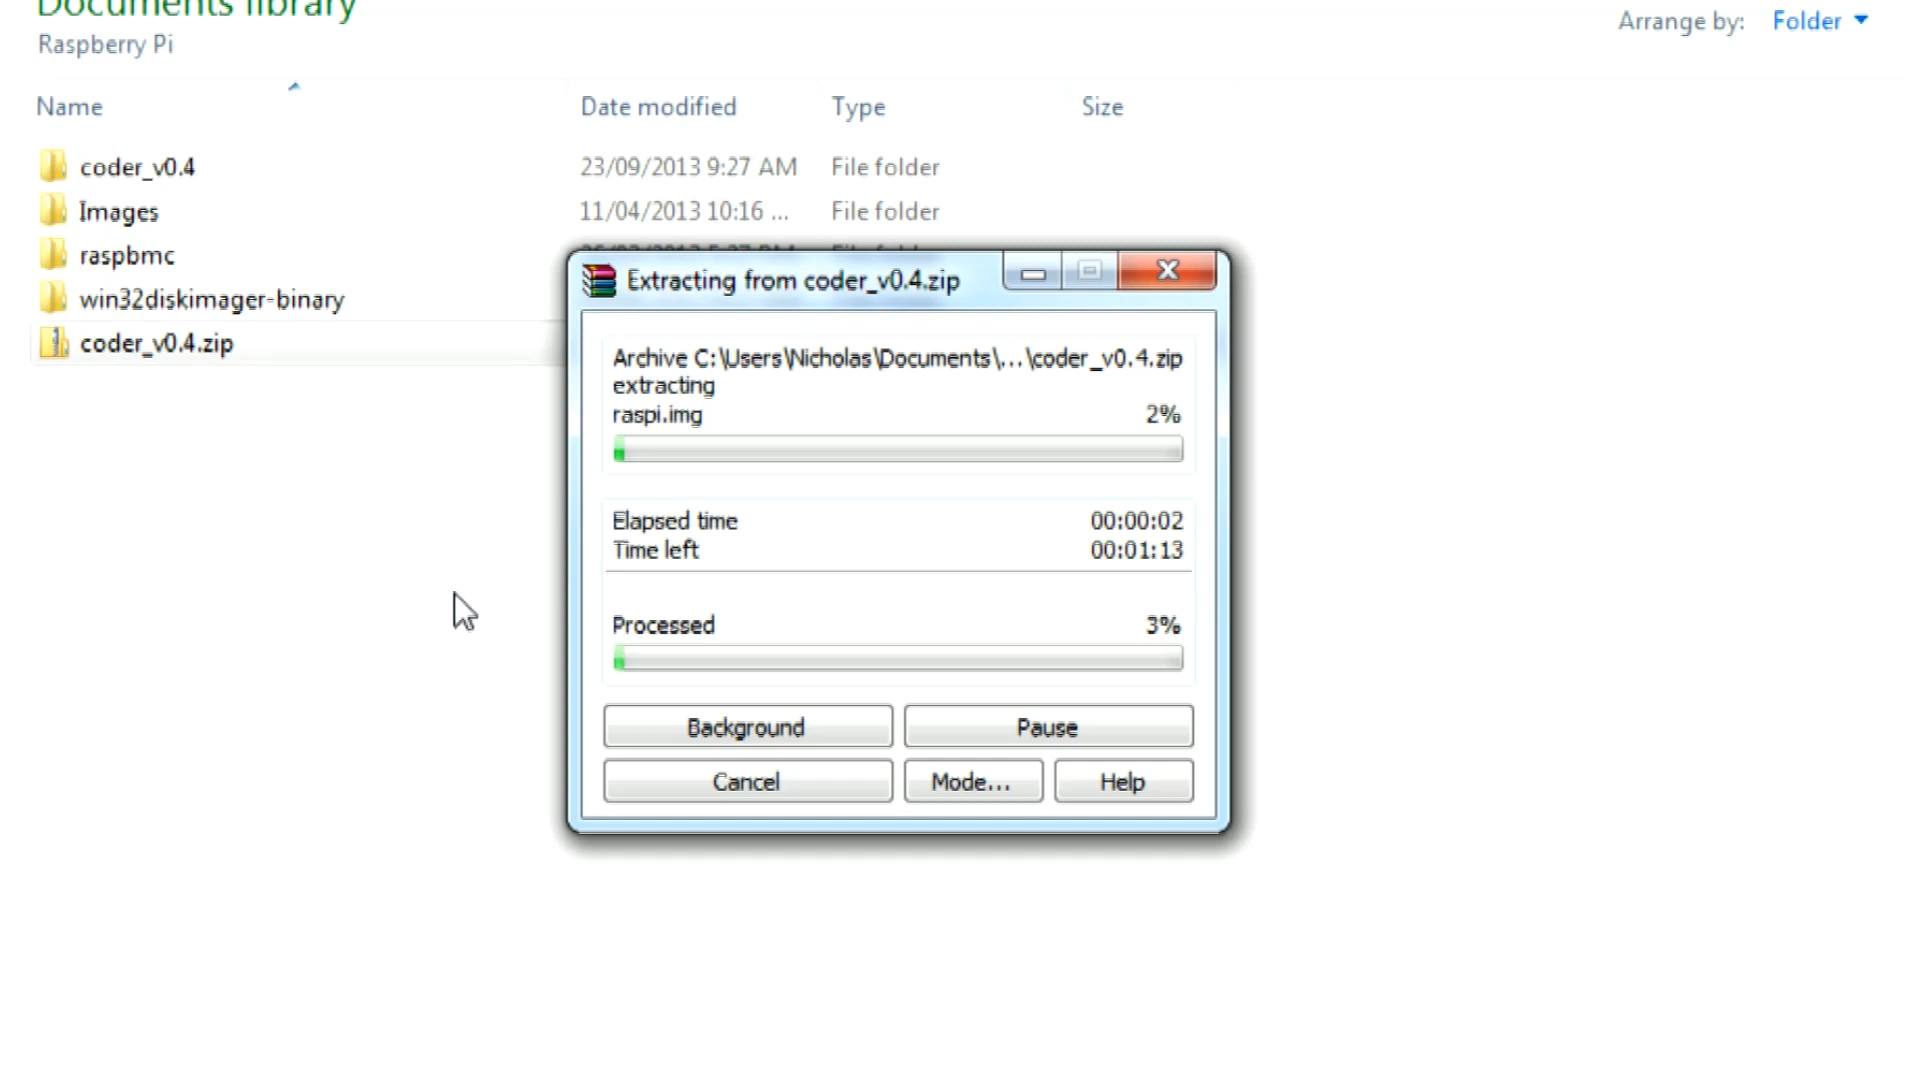 Documents library
Raspberry Pi
Arrange by: Folder
Name Date modified Type Size
coder_v0.4 23/09/2013 9:27 AM File folder
Images 11/04/2013 10:16 ... File folder
raspbmc
win32diskimager-binary
coder_v0.4.zip
Extracting from coder_v0.4.zip
Archive C:\Users\Nicholas\Documents\...\coder_v0.4.zip
extracting
raspi.img 2%
Elapsed time 00:00:02
Time left 00:01:13
Processed 3%
Background Pause
Cancel Mode... Help